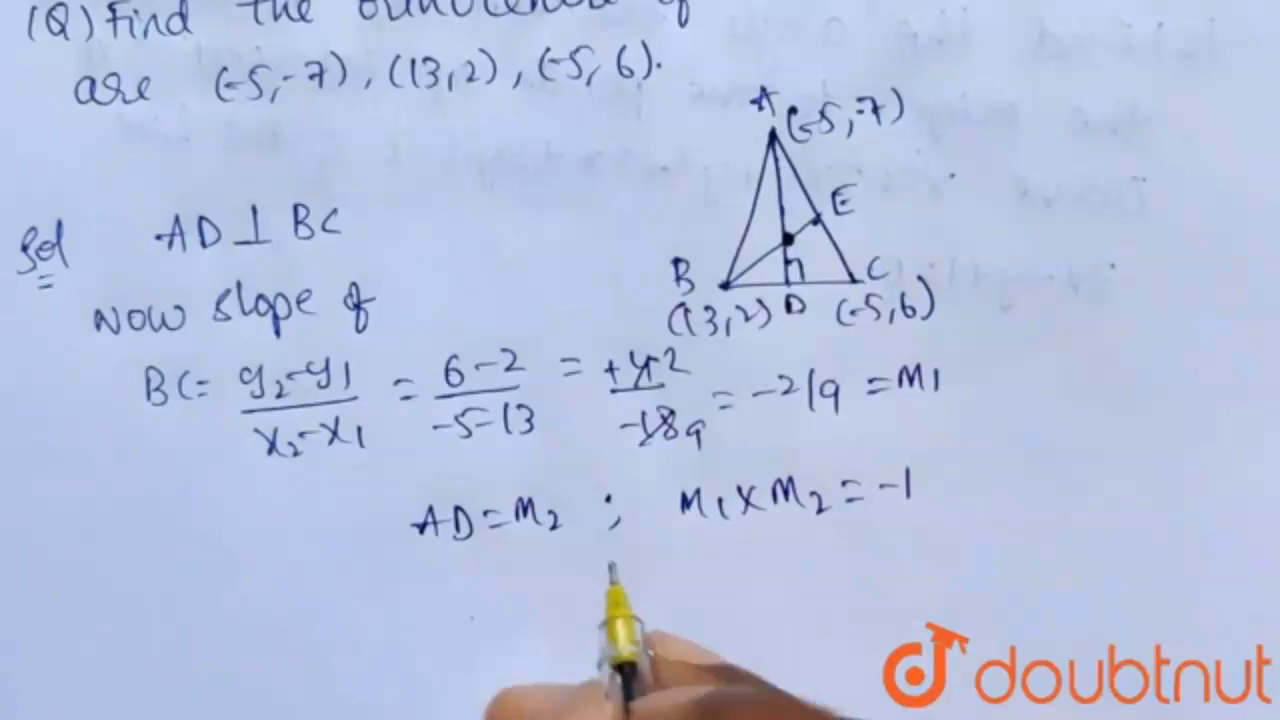 (Q) Find the of
are (-5,-7), (13,2), (-5,6).
A (-5,-7)
E
B C
(13,2) D (-5,6)
Sol AD ⊥ BC
Now slope of
BC = y2-y1 / x2-x1 = 6-2 / -5-13 = +4 2 / -18 9 = -2/9 = M1
AD = M2 ; M1 × M2 = -1
doubtnut